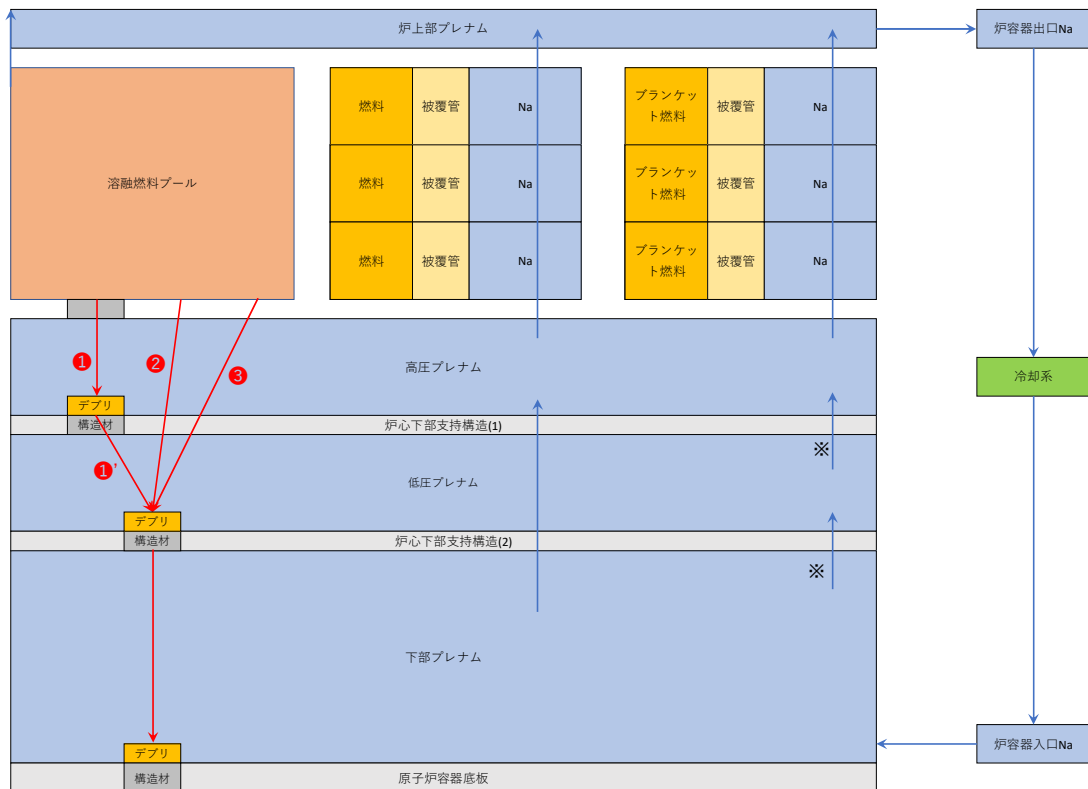 炉上部プレナム
炉容器出口Na
燃料
被覆管
Na
ブランケッ
ト燃料
被覆管
Na
溶融燃料プール
燃料
被覆管
Na
ブランケッ
ト燃料
被覆管
Na
燃料
被覆管
Na
ブランケッ
ト燃料
被覆管
Na
❶
❷
❸
高圧プレナム
冷却系
デブリ
構造材
炉心下部支持構造(1)
※
❶'
低圧プレナム
デブリ
構造材
炉心下部支持構造(2)
※
下部プレナム
炉容器入口Na
デブリ
構造材
原子炉容器底板